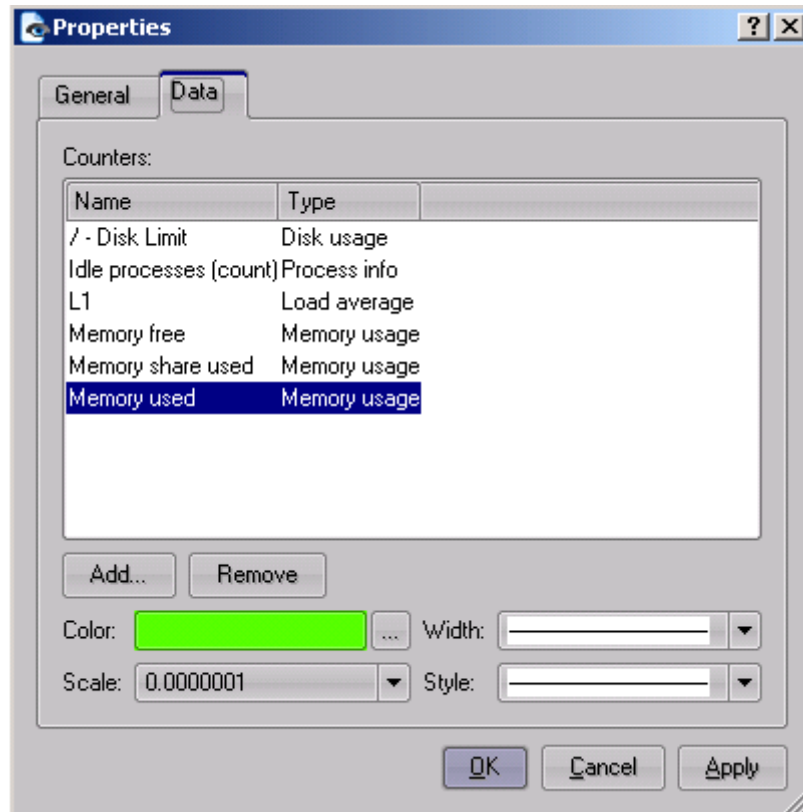 Properties
General Data
Counters:
Name Type
/ - Disk Limit Disk usage
Idle processes (count) Process info
L1 Load average
Memory free Memory usage
Memory share used Memory usage
Memory used Memory usage
Add... Remove
Color: ... Width:
Scale: 0.0000001 Style:
OK Cancel Apply